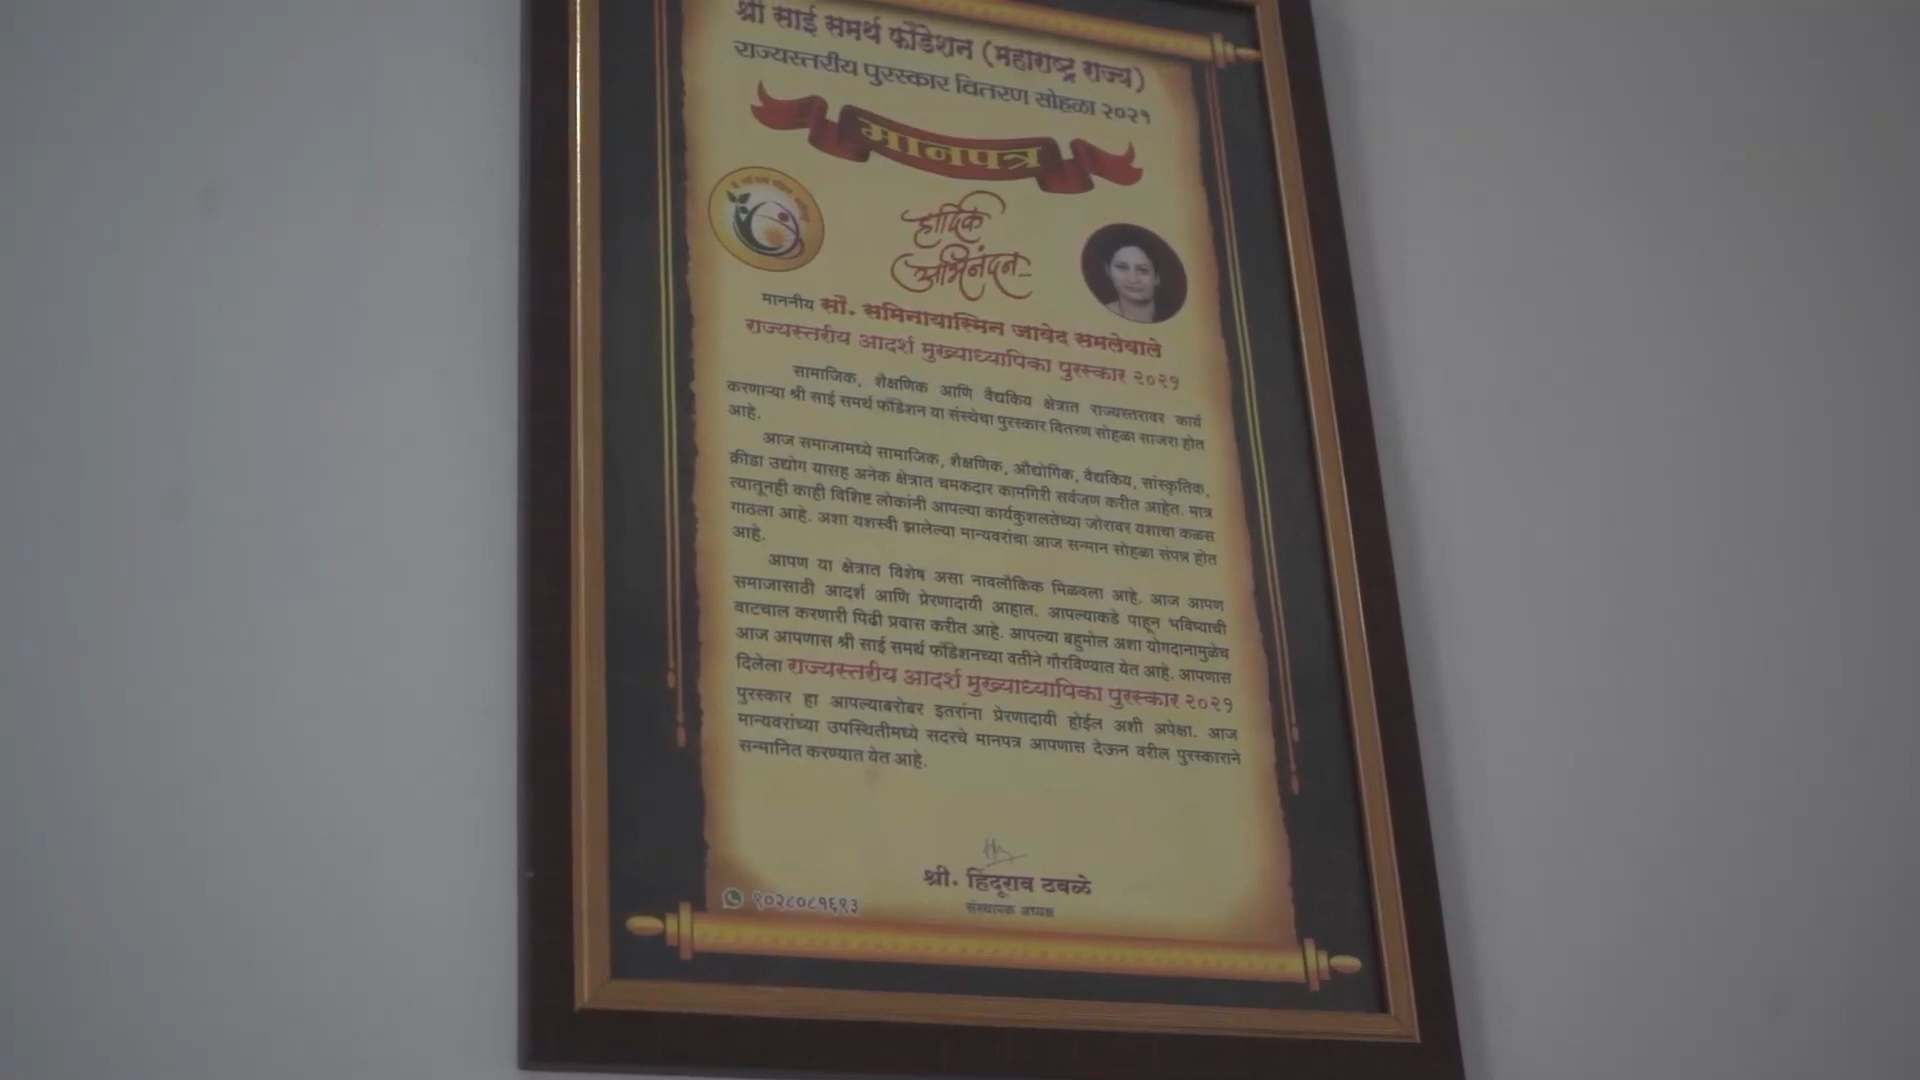 श्री साई समर्थ फौंडेशन (महाराष्ट्र राज्य)
राज्यस्तरीय पुरस्कार वितरण सोहळा २०२१
मानपत्र
हार्दिक
अभिनंदन
माननीय सौ. समिनायास्मिन जावेद समलेवाले
राज्यस्तरीय आदर्श मुख्याध्यापिका पुरस्कार २०२१
सामाजिक, शैक्षणिक आणि वैद्यकिय क्षेत्रात राज्यस्तरावर कार्य
करणाऱ्या श्री साई समर्थ फौंडेशन या संस्थेचा पुरस्कार वितरण सोहळा साजरा होत
आहे.
आज समाजामध्ये सामाजिक, शैक्षणिक, औद्योगिक, वैद्यकिय, सांस्कृतिक,
क्रीडा उद्योग यासह अनेक क्षेत्रात चमकदार कामगिरी सर्वजण करीत आहेत. मात्र
त्यातूनही काही विशिष्ट लोकांनी आपल्या कार्यकुशलतेच्या जोरावर यशाचा कळस
गाठला आहे. अशा यशस्वी झालेल्या मान्यवरांचा आज सन्मान सोहळा संपन्न होत
आहे.
आपण या क्षेत्रात विशेष असा नावलौकिक मिळवला आहे. आज आपण
समाजासाठी आदर्श आणि प्रेरणादायी आहात. आपल्याकडे पाहून भविष्याची
वाटचाल करणारी पिढी प्रवास करीत आहे. आपल्या बहुमोल अशा योगदानामुळेच
आज आपणास श्री साई समर्थ फौंडेशनच्या वतीने गौरविण्यात येत आहे. आपणास
दिलेला राज्यस्तरीय आदर्श मुख्याध्यापिका पुरस्कार २०२१
पुरस्कार हा आपल्याबरोबर इतरांना प्रेरणादायी होईल अशी अपेक्षा. आज
मान्यवरांच्या उपस्थितीमध्ये सदरचे मानपत्र आपणास देऊन वरील पुरस्काराने
सन्मानित करण्यात येत आहे.
श्री. हिंदूराव ठबळे
संस्थापक अध्यक्ष
९०२८०८१६९३